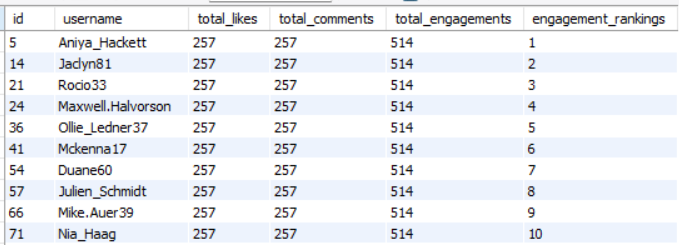 id username total_likes total_comments total_engagements engagement_rankings
5 Aniya_Hackett 257 257 514 1
14 Jaclyn81 257 257 514 2
21 Rocio33 257 257 514 3
24 Maxwell.Halvorson 257 257 514 4
36 Ollie_Ledner37 257 257 514 5
41 Mckenna17 257 257 514 6
54 Duane60 257 257 514 7
57 Julien_Schmidt 257 257 514 8
66 Mike.Auer39 257 257 514 9
71 Nia_Haag 257 257 514 10